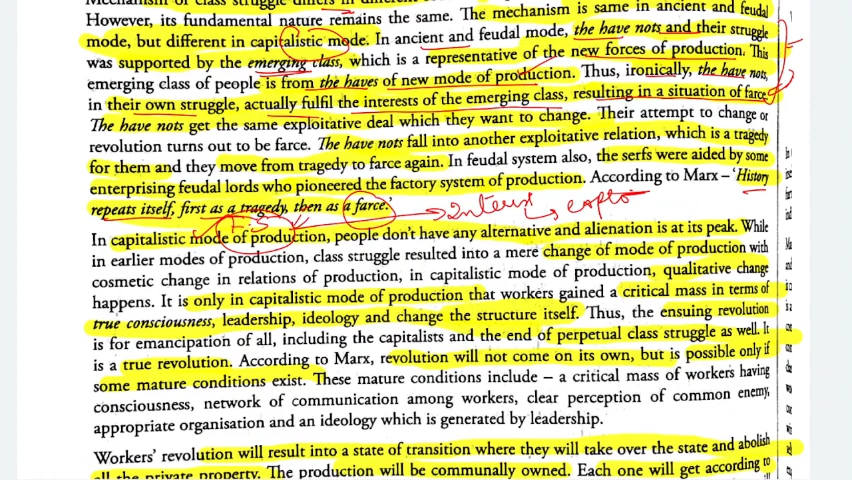 However, its fundamental nature remains the same. The mechanism is same in ancient and feudal
mode, but different in capitalistic mode. In ancient and feudal mode, the have nots and their struggle
was supported by the emerging class, which is a representative of the new forces of production. This
emerging class of people is from the haves of new mode of production. Thus, ironically, the have nots,
in their own struggle, actually fulfil the interests of the emerging class, resulting in a situation of farce.
The have nots get the same exploitative deal which they want to change. Their attempt to change or
revolution turns out to be farce. The have nots fall into another exploitative relation, which is a tragedy
for them and they move from tragedy to farce again. In feudal system also, the serfs were aided by some
enterprising feudal lords who pioneered the factory system of production. According to Marx – 'History
repeats itself, first as a tragedy, then as a farce.'
In capitalistic mode of production, people don't have any alternative and alienation is at its peak. While
in earlier modes of production, class struggle resulted into a mere change of mode of production with
cosmetic change in relations of production, in capitalistic mode of production, qualitative change
happens. It is only in capitalistic mode of production that workers gained a critical mass in terms of
true consciousness, leadership, ideology and change the structure itself. Thus, the ensuing revolution
is for emancipation of all, including the capitalists and the end of perpetual class struggle as well. It
is a true revolution. According to Marx, revolution will not come on its own, but is possible only if
some mature conditions exist. These mature conditions include – a critical mass of workers having
consciousness, network of communication among workers, clear perception of common enemy,
appropriate organisation and an ideology which is generated by leadership.
Workers' revolution will result into a state of transition where they will take over the state and abolish
all the private property. The production will be communally owned. Each one will get according to